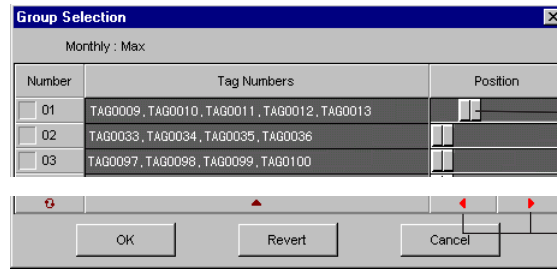 Group Selection
Monthly : Max
Number Tag Numbers Position
01 TAG0009, TAG0010, TAG0011, TAG0012, TAG0013
02 TAG0033, TAG0034, TAG0035, TAG0036
03 TAG0097, TAG0098, TAG0099, TAG0100
OK Revert Cancel